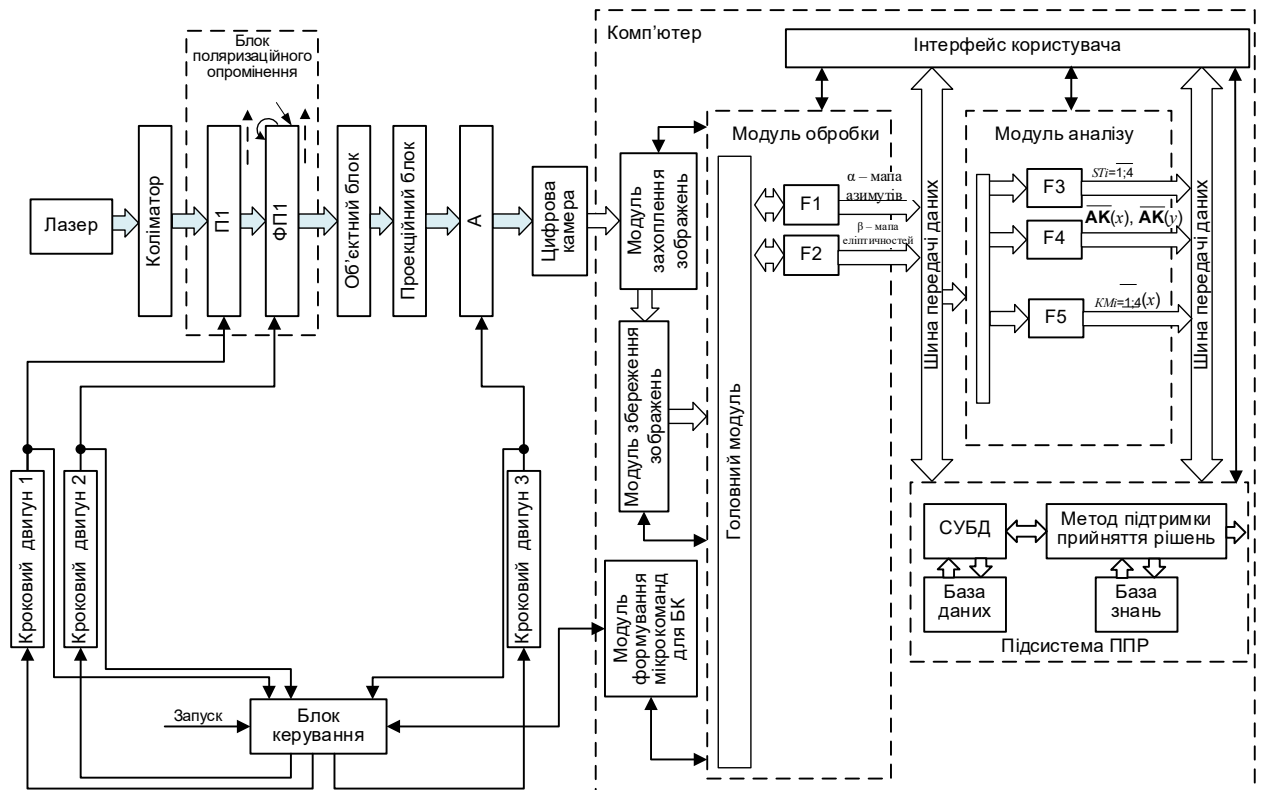 Блок
поляризаційного
опромінення
Комп’ютер
Інтерфейс користувача
Лазер
Коліматор
П1
ФП1
Об’єктний блок
Проекційний блок
А
Цифрова
камера
Модуль
захоплення
зображень
Модуль збереження
зображень
Модуль
формування
мікрокоманд
для БК
Модуль обробки
Головний модуль
F1
α – мапа
азимутів
F2
β – мапа
еліптичностей
Шина передачі даних
Модуль аналізу
F3
STi=1;4
F4
AK(x), AK(y)
F5
KMi=1;4(x)
Шина передачі даних
СУБД
Метод підтримки
прийняття рішень
База
даних
База
знань
Підсистема ППР
Кроковий двигун 1
Кроковий двигун 2
Кроковий двигун 3
Запуск
Блок
керування